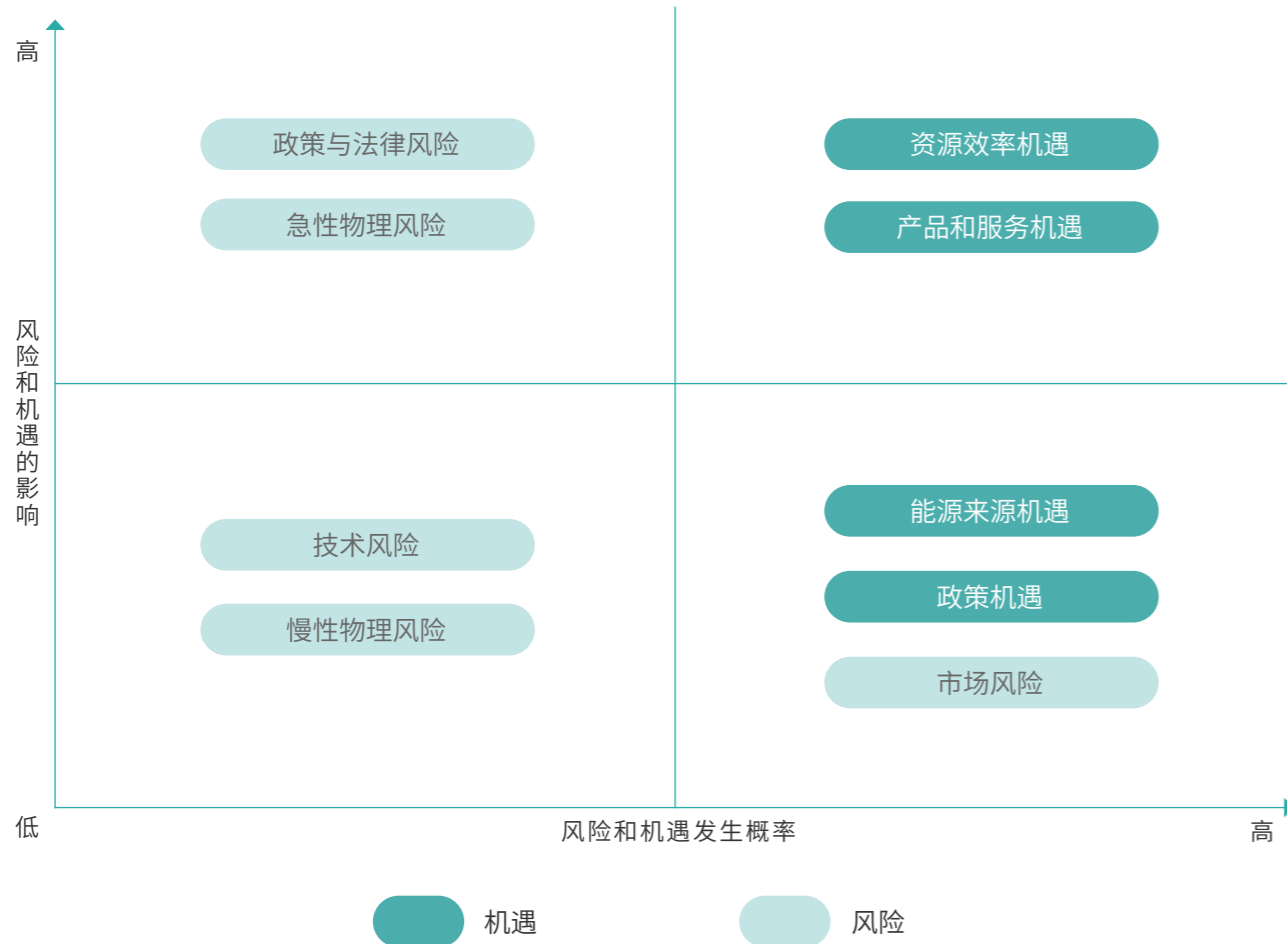 高
政策与法律风险
资源效率机遇
急性物理风险
产品和服务机遇
风险和机遇的影响
能源来源机遇
技术风险
政策机遇
慢性物理风险
市场风险
低
风险和机遇发生概率
高
机遇
风险